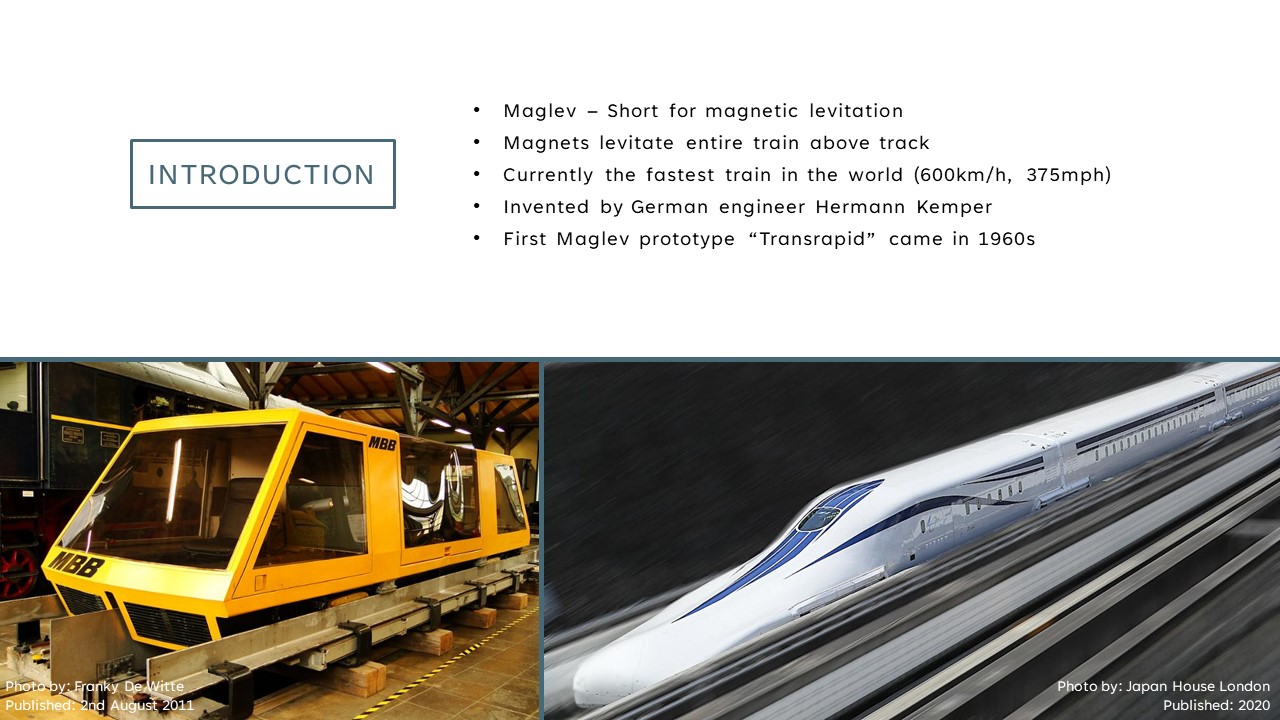 INTRODUCTION
• Maglev – Short for magnetic levitation
• Magnets levitate entire train above track
• Currently the fastest train in the world (600km/h, 375mph)
• Invented by German engineer Hermann Kemper
• First Maglev prototype “Transrapid” came in 1960s
MBB
MBB
Photo by: Franky De Witte
Published: 2nd August 2011
Photo by: Japan House London
Published: 2020